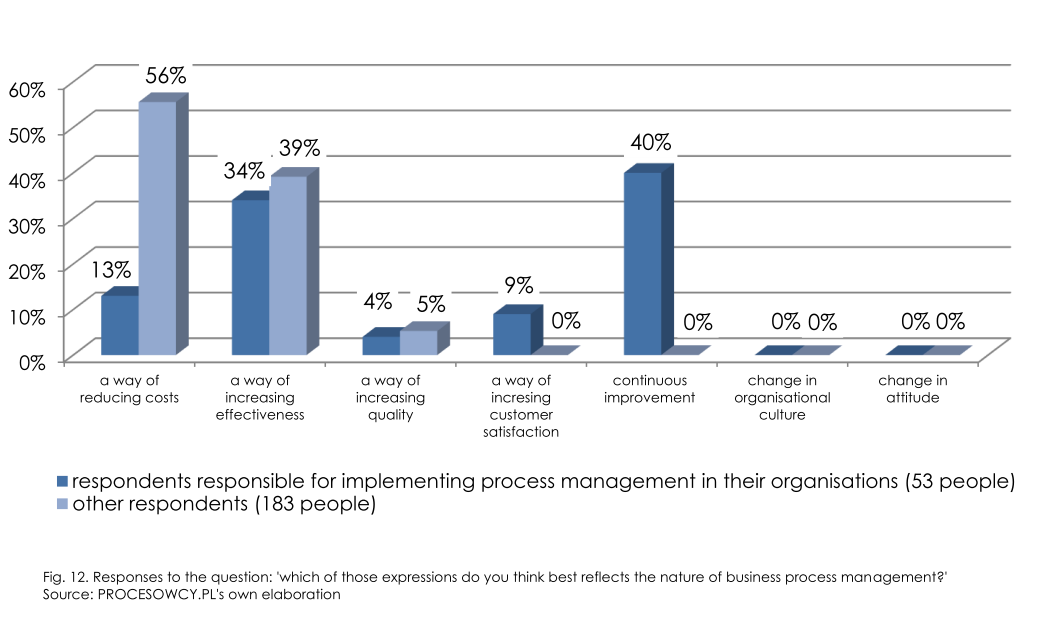 60%
50%
40%
30%
20%
10%
0%
13%
56%
34%
39%
4%
5%
9%
0%
40%
0%
0% 0%
0% 0%
a way of
reducing costs
a way of
increasing
effectiveness
a way of
increasing
quality
a way of
incresing
customer
satisfaction
continuous
improvement
change in
organisational
culture
change in
attitude
respondents responsible for implementing process management in their organisations (53 people)
other respondents (183 people)
Fig. 12. Responses to the question: 'which of those expressions do you think best reflects the nature of business process management?'
Source: PROCESOWCY.PL's own elaboration